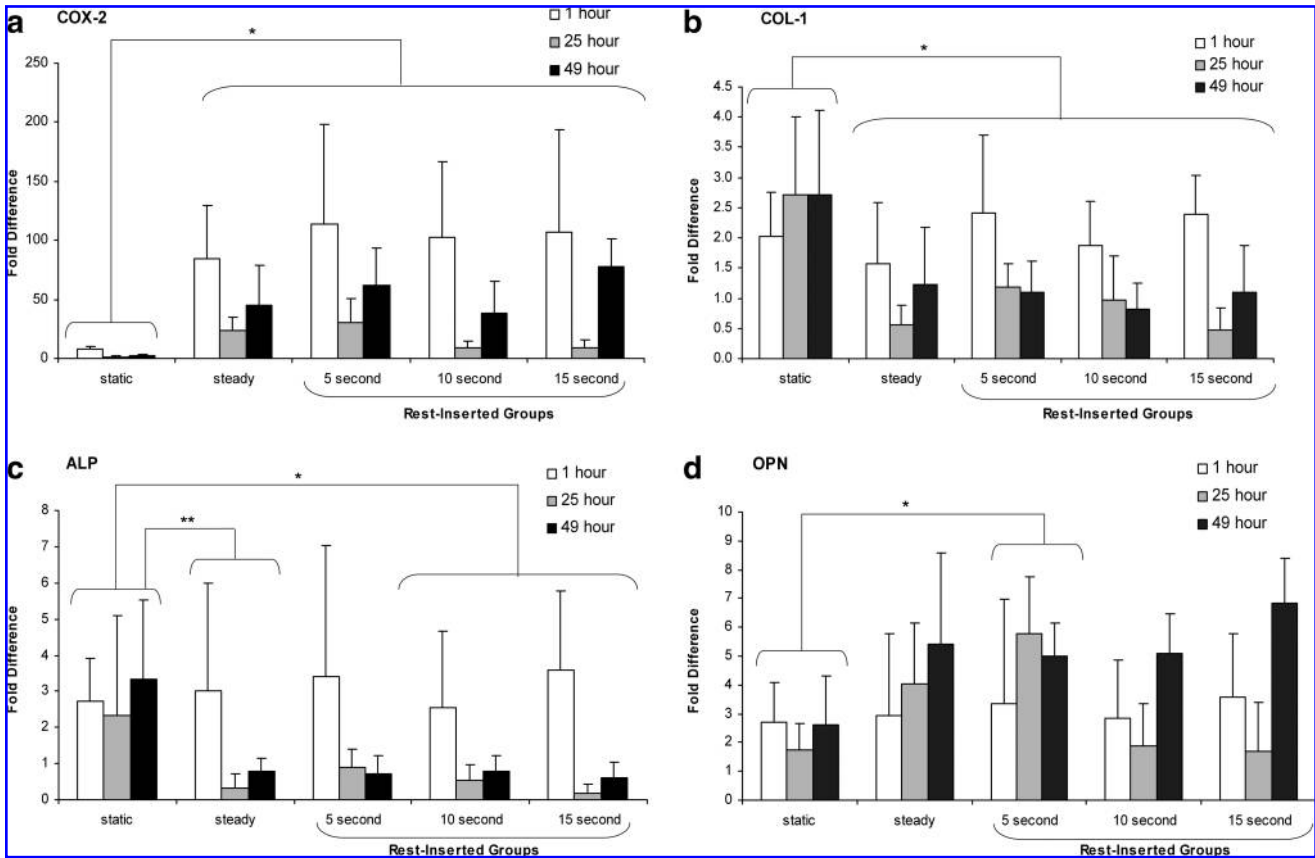 a COX-2
1 hour
25 hour
49 hour
*
250
200
150
100
50
0
Fold Difference
static steady 5 second 10 second 15 second
Rest-Inserted Groups
b COL-1
1 hour
25 hour
49 hour
*
4.5
4.0
3.5
3.0
2.5
2.0
1.5
1.0
0.5
0.0
Fold Difference
static steady 5 second 10 second 15 second
Rest-Inserted Groups
c ALP
1 hour
25 hour
49 hour
*
**
8
7
6
5
4
3
2
1
0
Fold Difference
static steady 5 second 10 second 15 second
Rest-Inserted Groups
d OPN
1 hour
25 hour
49 hour
*
10
9
8
7
6
5
4
3
2
1
0
Fold Difference
static steady 5 second 10 second 15 second
Rest-Inserted Groups